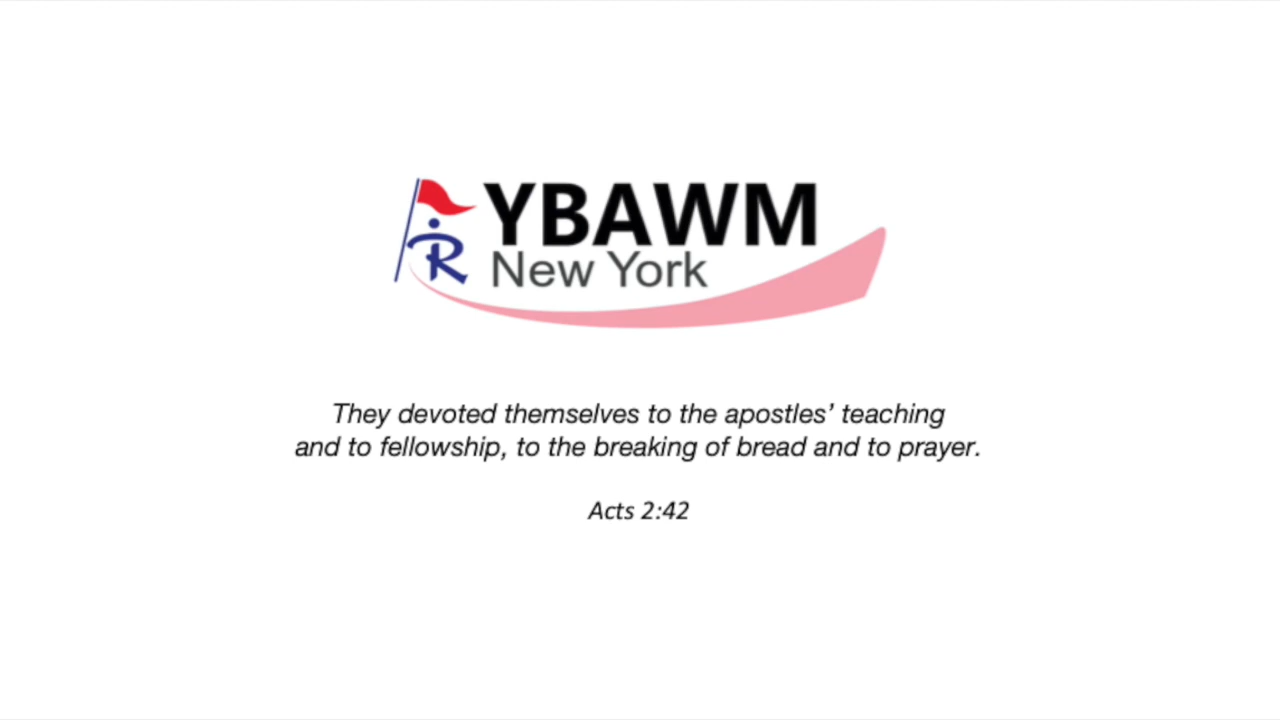 YBAWM
New York
They devoted themselves to the apostles’ teaching
and to fellowship, to the breaking of bread and to prayer.
Acts 2:42